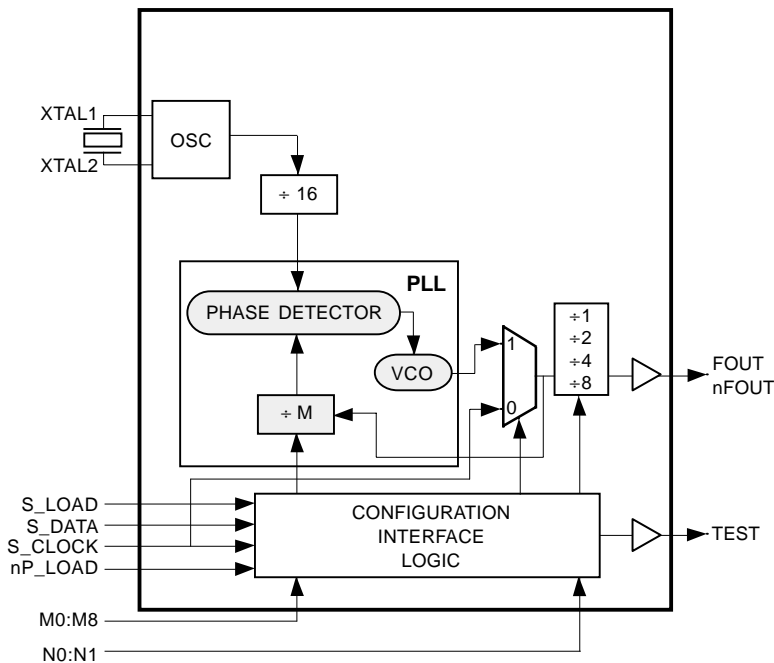 XTAL1
OSC
XTAL2
÷ 16
PLL
PHASE DETECTOR
÷1
÷2
÷4
÷8
1
VCO
FOUT
nFOUT
÷ M
0
S_LOAD
S_DATA
S_CLOCK
nP_LOAD
CONFIGURATION
INTERFACE
LOGIC
TEST
M0:M8
N0:N1